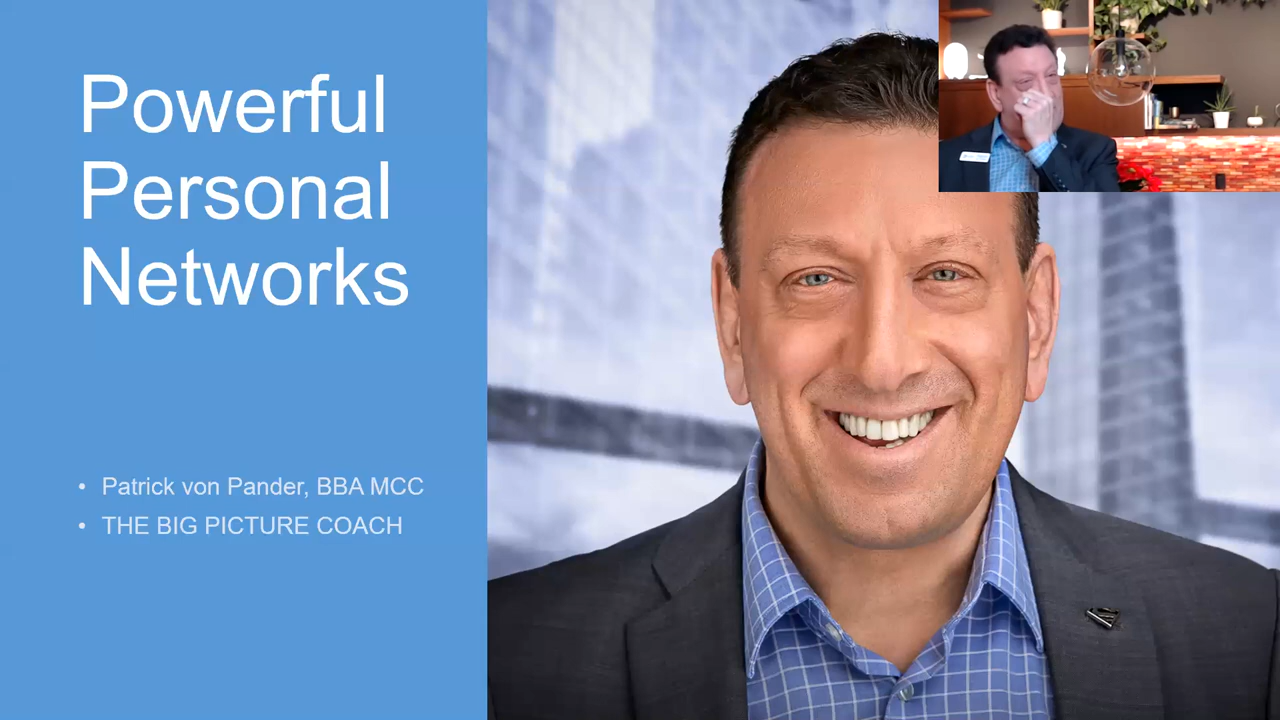 Powerful
Personal
Networks
• Patrick von Pander, BBA MCC
• THE BIG PICTURE COACH